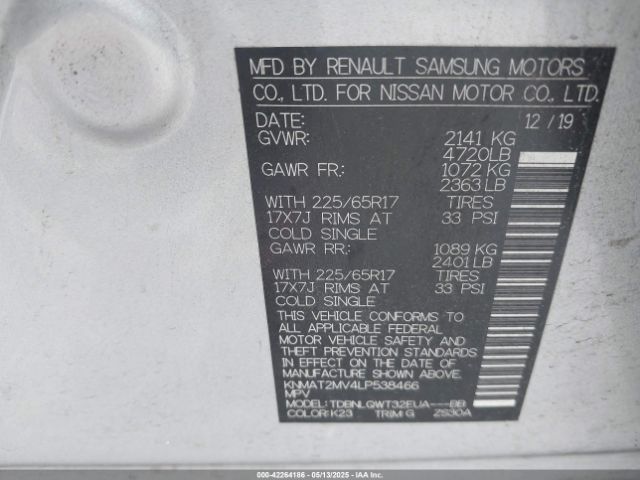 MFD BY RENAULT SAMSUNG MOTORS
CO., LTD. FOR NISSAN MOTOR CO., LTD.
DATE: 12 / 19
GVWR: 2141 KG
4720LB
GAWR FR.: 1072 KG
2363 LB
WITH 225/65R17 TIRES
17X7J RIMS AT 33 PSI
COLD SINGLE
GAWR RR.: 1089 KG
2401 LB
WITH 225/65R17 TIRES
17X7J RIMS AT 33 PSI
COLD SINGLE
THIS VEHICLE CONFORMS TO
ALL APPLICABLE FEDERAL
MOTOR VEHICLE SAFETY AND
THEFT PREVENTION STANDARDS
IN EFFECT ON THE DATE OF
MANUFACTURE SHOWN ABOVE.
KNMAT2MV4LP538466
MPV
MODEL: TDBNLQWT32EUA---BB
COLOR:K23 TRIM:G ZS30A
000-42264186 - 05/13/2025 - IAAI.COM